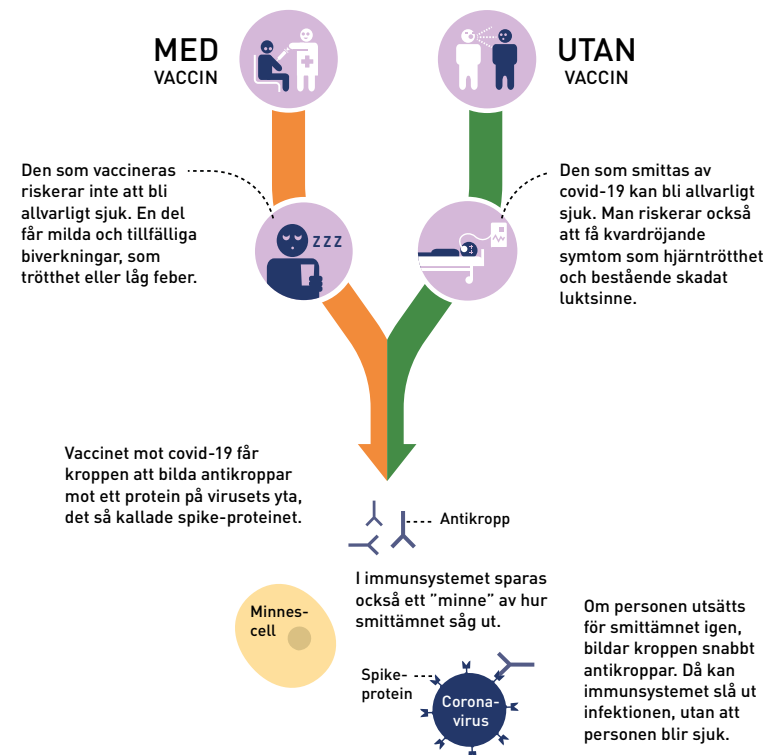 MED
VACCIN
UTAN
VACCIN
Den som vaccineras
riskerar inte att bli
allvarligt sjuk. En del
får milda och tillfälliga
biverkningar, som
trötthet eller låg feber.
ZZZ
Den som smittas av
covid-19 kan bli allvarligt
sjuk. Man riskerar också
att få kvardröjande
symtom som hjärntrötthet
och bestående skadat
luktsinne.
Vaccinet mot covid-19 får
kroppen att bilda antikroppar
mot ett protein på virusets yta,
det så kallade spike-proteinet.
Antikropp
I immunsystemet sparas
också ett ”minne” av hur
smittämnet såg ut.
Minnes-
cell
Spike-
protein
Corona-
virus
Om personen utsätts
för smittämnet igen,
bildar kroppen snabbt
antikroppar. Då kan
immunsystemet slå ut
infektionen, utan att
personen blir sjuk.